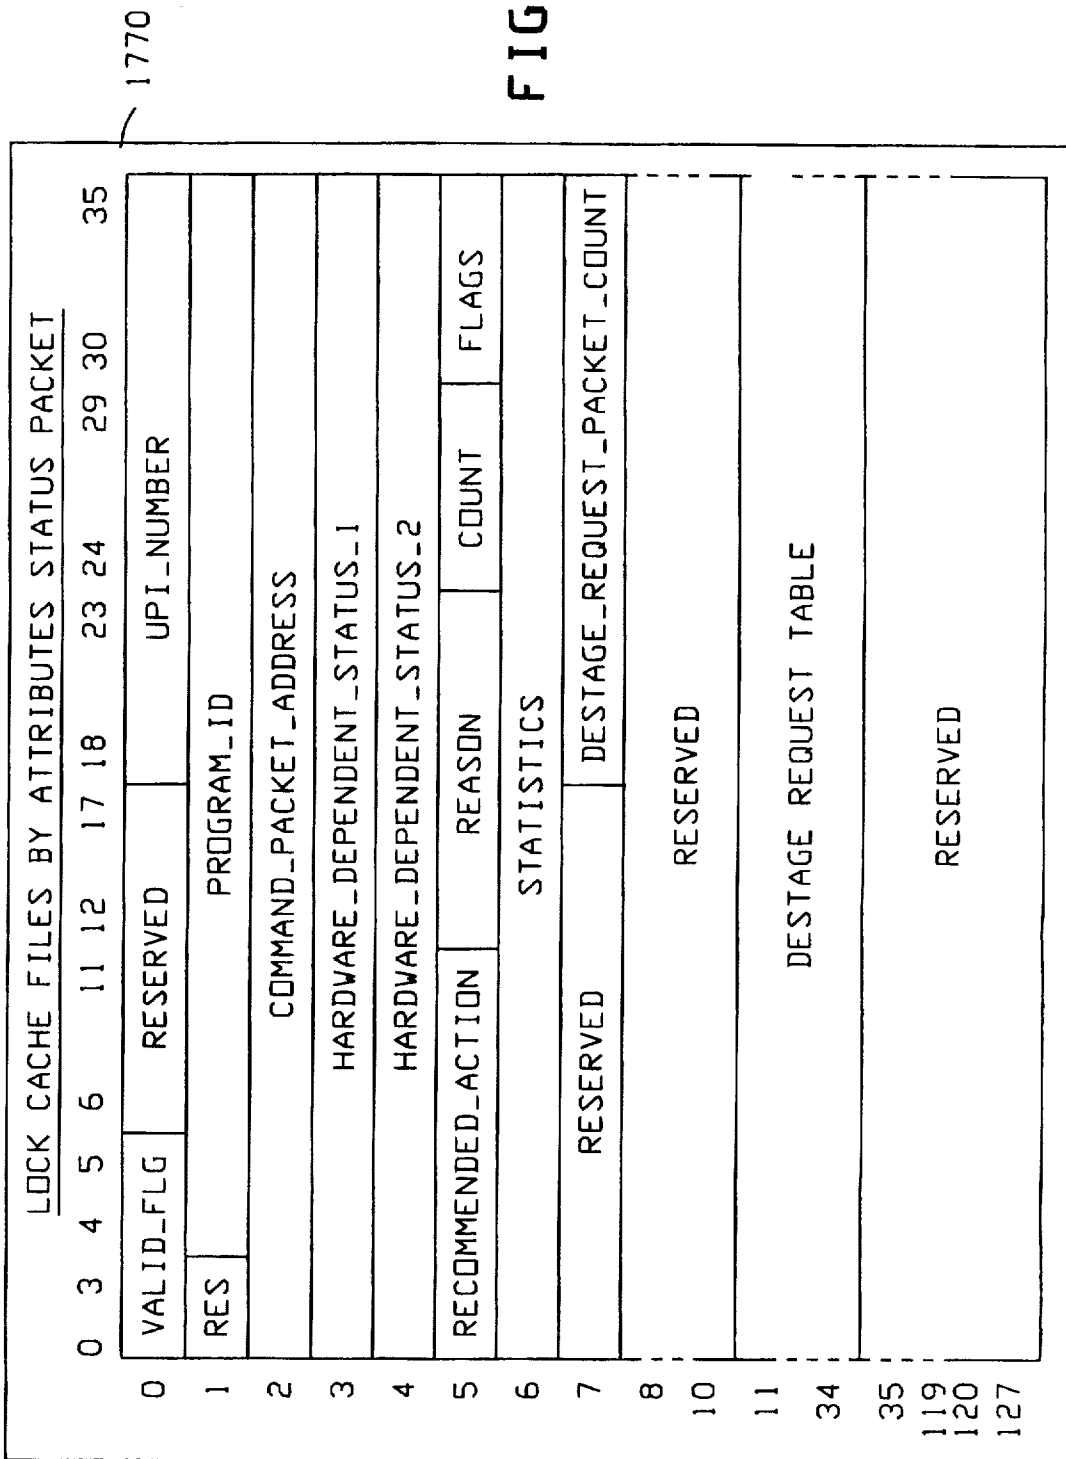 LOCK CACHE FILES BY ATTRIBUTES STATUS PACKET
1770
0 3 4 5 6 11 12 17 18 23 24 29 30 35
0 VALID_FLG RESERVED UPI_NUMBER
1 RES PROGRAM_ID
2 COMMAND_PACKET_ADDRESS
3 HARDWARE_DEPENDENT_STATUS_1
4 HARDWARE_DEPENDENT_STATUS_2
5 RECOMMENDED_ACTION REASON COUNT FLAGS
6 STATISTICS
7 RESERVED DESTAGE_REQUEST_PACKET_COUNT
8
RESERVED
10
11
DESTAGE REQUEST TABLE
34
35
119
RESERVED
120
127
FIG